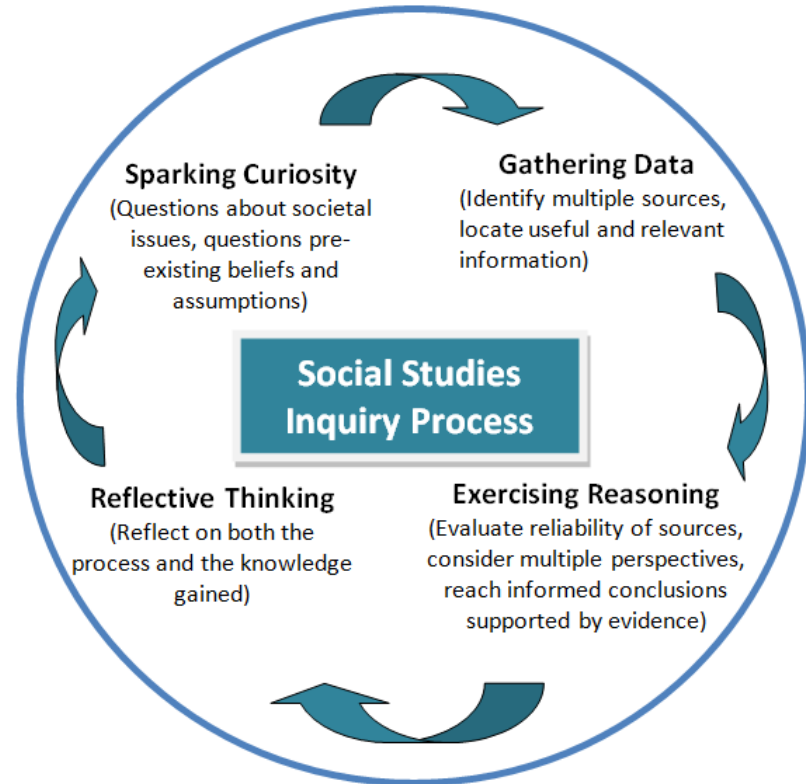 Sparking Curiosity
(Questions about societal
issues, questions pre-
existing beliefs and
assumptions)
Gathering Data
(Identify multiple sources,
locate useful and relevant
information)
Social Studies
Inquiry Process
Reflective Thinking
(Reflect on both the
process and the knowledge
gained)
Exercising Reasoning
(Evaluate reliability of sources,
consider multiple perspectives,
reach informed conclusions
supported by evidence)